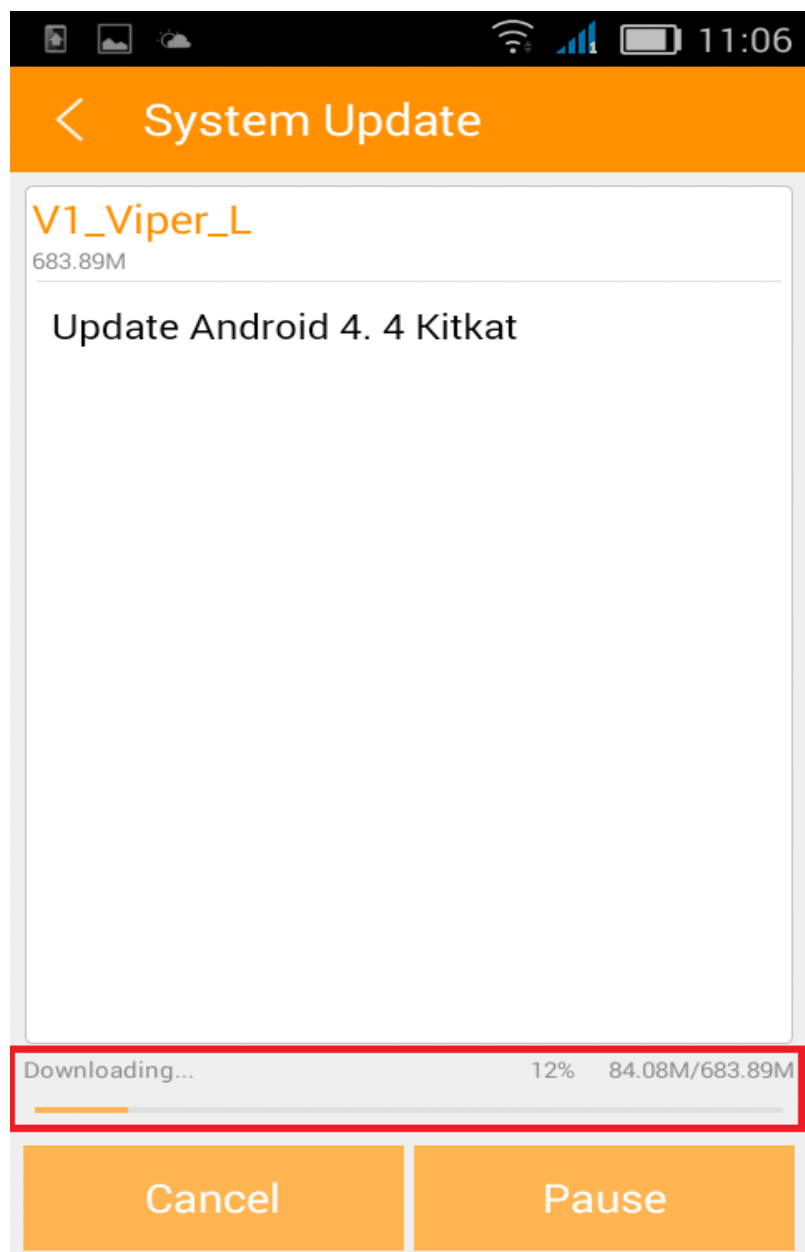 11:06
System Update
V1_Viper_L
683.89M
Update Android 4. 4 Kitkat
Downloading... 12% 84.08M/683.89M
Cancel Pause